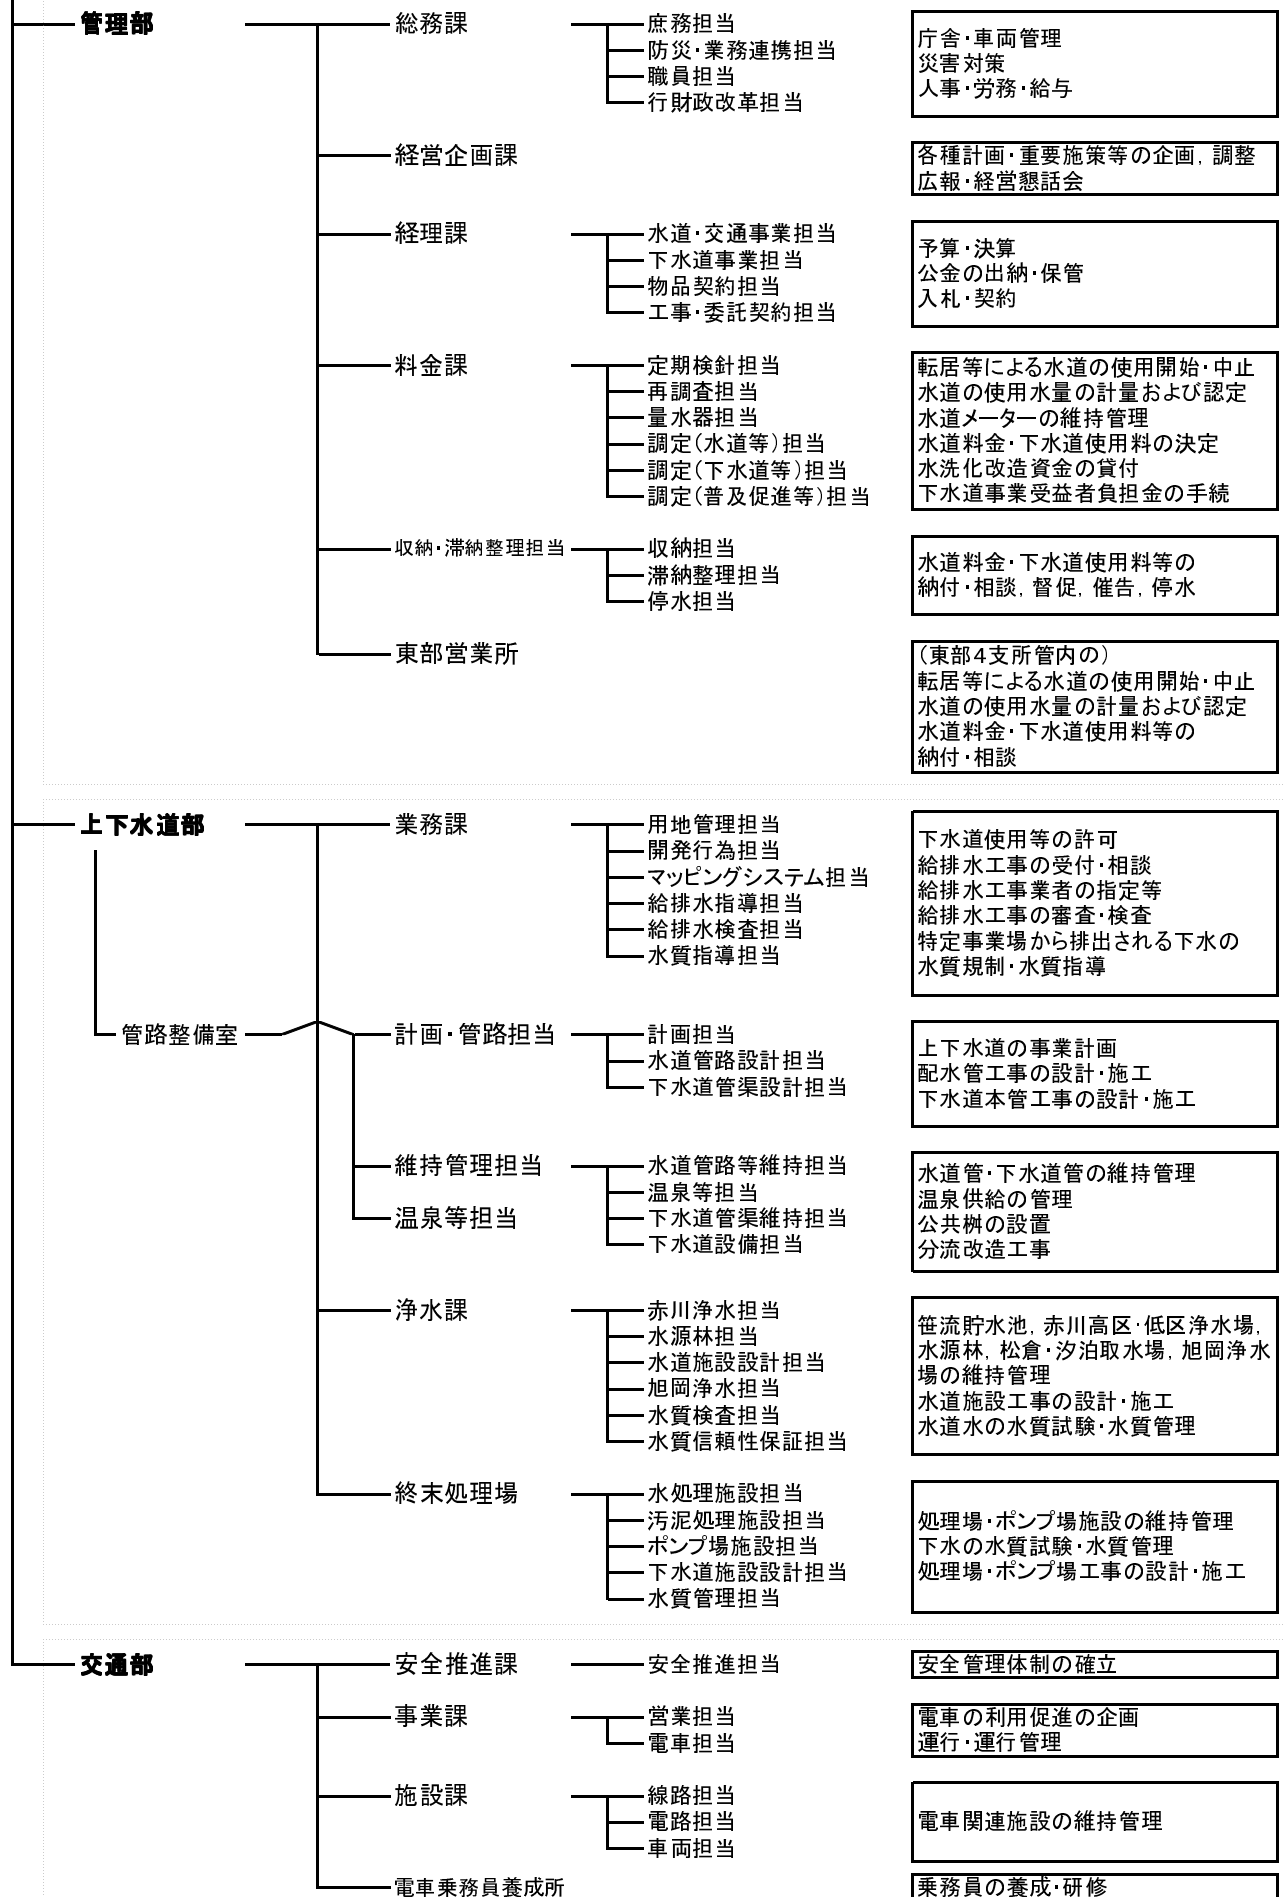 管理部
総務課
庶務担当
防災・業務連携担当
職員担当
行財政改革担当
庁舎・車両管理
災害対策
人事・労務・給与
経営企画課
各種計画・重要施策等の企画，調整
広報・経営懇話会
経理課
水道・交通事業担当
下水道事業担当
物品契約担当
工事・委託契約担当
予算・決算
公金の出納・保管
入札・契約
料金課
定期検針担当
再調査担当
量水器担当
調定（水道等）担当
調定（下水道等）担当
調定（普及促進等）担当
転居等による水道の使用開始・中止
水道の使用水量の計量および認定
水道メーターの維持管理
水道料金・下水道使用料の決定
水洗化改造資金の貸付
下水道事業受益者負担金の手続
収納・滞納整理担当
収納担当
滞納整理担当
停水担当
水道料金・下水道使用料等の
納付・相談，督促，催告，停水
東部営業所
（東部４支所管内の）
転居等による水道の使用開始・中止
水道の使用水量の計量および認定
水道料金・下水道使用料等の
納付・相談
上下水道部
業務課
用地管理担当
開発行為担当
マッピングシステム担当
給排水指導担当
給排水検査担当
水質指導担当
下水道使用等の許可
給排水工事の受付・相談
給排水工事業者の指定等
給排水工事の審査・検査
特定事業場から排出される下水の
水質規制・水質指導
管路整備室
計画・管路担当
計画担当
水道管路設計担当
下水道管渠設計担当
上下水道の事業計画
配水管工事の設計・施工
下水道本管工事の設計・施工
維持管理担当
温泉等担当
水道管路等維持担当
温泉等担当
下水道管渠維持担当
下水道設備担当
水道管・下水道管の維持管理
温泉供給の管理
公共桝の設置
分流改造工事
浄水課
赤川浄水担当
水源林担当
水道施設設計担当
旭岡浄水担当
水質検査担当
水質信頼性保証担当
笹流貯水池，赤川高区・低区浄水場，
水源林，松倉・汐泊取水場，旭岡浄水
場の維持管理
水道施設工事の設計・施工
水道水の水質試験・水質管理
終末処理場
水処理施設担当
汚泥処理施設担当
ポンプ場施設担当
下水道施設設計担当
水質管理担当
処理場・ポンプ場施設の維持管理
下水の水質試験・水質管理
処理場・ポンプ場工事の設計・施工
交通部
安全推進課
安全推進担当
安全管理体制の確立
事業課
営業担当
電車担当
電車の利用促進の企画
運行・運行管理
施設課
線路担当
電路担当
車両担当
電車関連施設の維持管理
電車乗務員養成所
乗務員の養成・研修